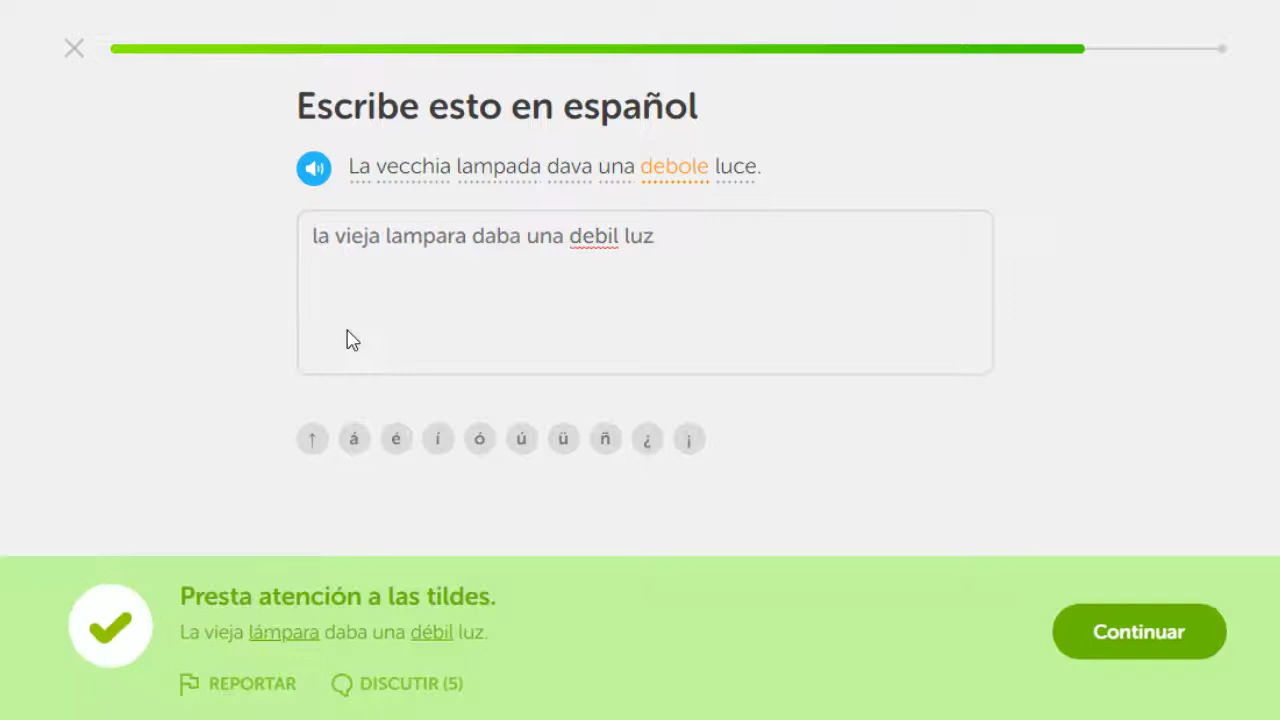 Escribe esto en español
La vecchia lampada dava una debole luce.
la vieja lampara daba una debil luz
↑ á é í ó ú ü ñ ¿ ¡
Presta atención a las tildes.
La vieja lámpara daba una débil luz.
Continuar
REPORTAR DISCUTIR (5)